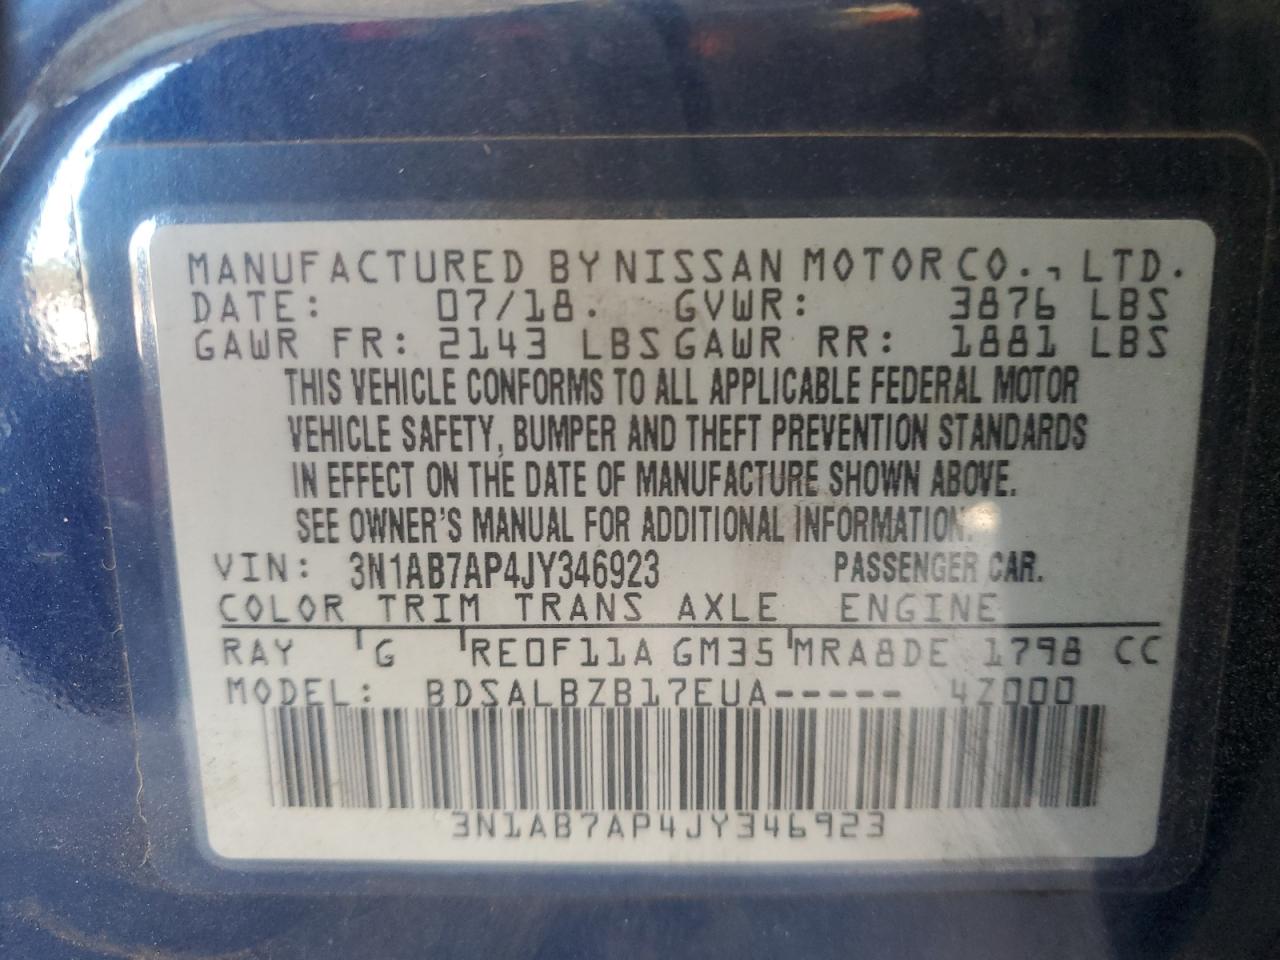 MANUFACTURED BY NISSAN MOTOR CO., LTD.
DATE: 07/18. GVWR: 3876 LBS
GAWR FR: 2143 LBS GAWR RR: 1881 LBS
THIS VEHICLE CONFORMS TO ALL APPLICABLE FEDERAL MOTOR
VEHICLE SAFETY, BUMPER AND THEFT PREVENTION STANDARDS
IN EFFECT ON THE DATE OF MANUFACTURE SHOWN ABOVE.
SEE OWNER'S MANUAL FOR ADDITIONAL INFORMATION.
VIN: 3N1AB7AP4JY346923 PASSENGER CAR.
COLOR TRIM TRANS AXLE ENGINE
RAY G RE0F11A GM35 MRA8DE 1798 CC
MODEL: BDSALBZB17EUA----- 4Z000
3N1AB7AP4JY346923